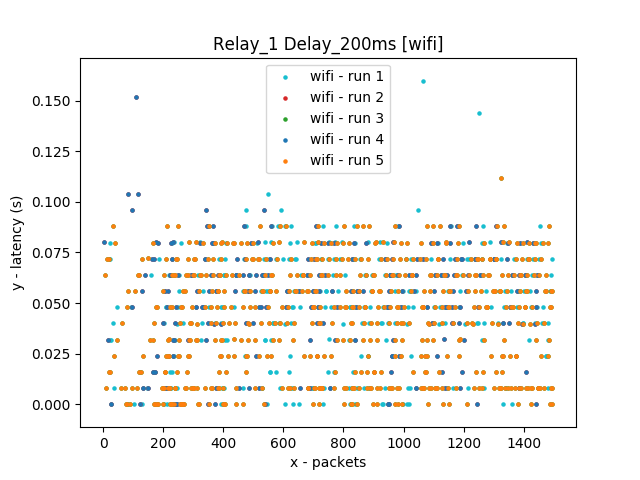 Relay_1 Delay_200ms [wifi]
wifi - run 1
wifi - run 2
wifi - run 3
wifi - run 4
wifi - run 5
y - latency (s)
0.150
0.125
0.100
0.075
0.050
0.025
0.000
0 200 400 600 800 1000 1200 1400
x - packets